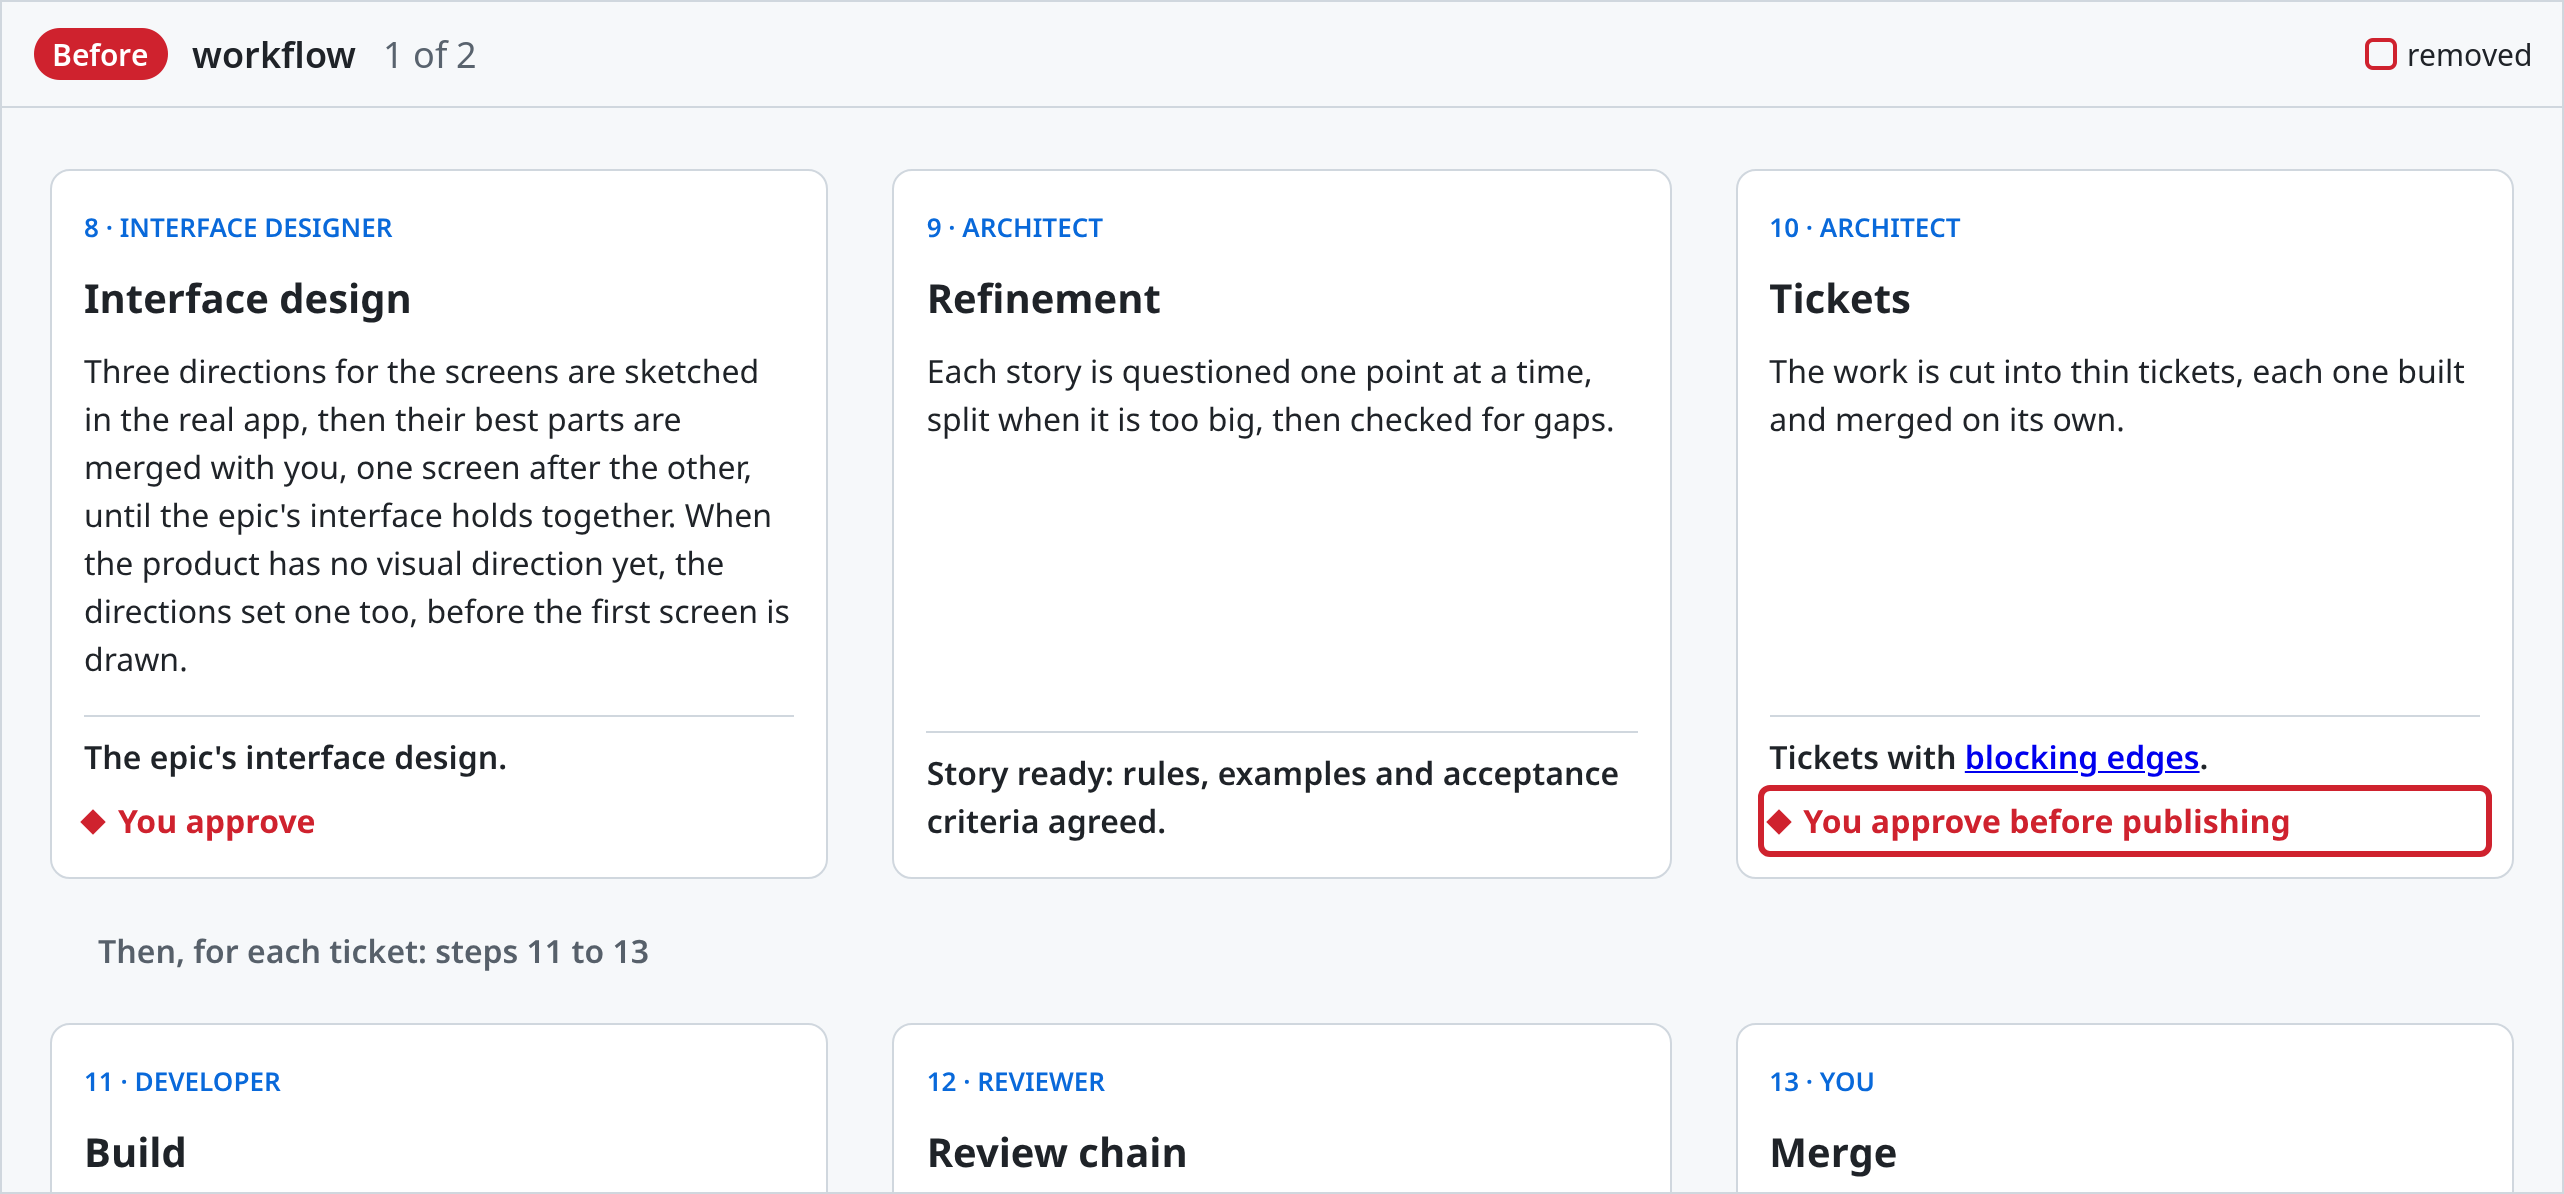 Before workflow 1 of 2
removed
8 · INTERFACE DESIGNER
Interface design
Three directions for the screens are sketched
in the real app, then their best parts are
merged with you, one screen after the other,
until the epic's interface holds together. When
the product has no visual direction yet, the
directions set one too, before the first screen is
drawn.
The epic's interface design.
◆ You approve
9 · ARCHITECT
Refinement
Each story is questioned one point at a time,
split when it is too big, then checked for gaps.
Story ready: rules, examples and acceptance
criteria agreed.
10 · ARCHITECT
Tickets
The work is cut into thin tickets, each one built
and merged on its own.
Tickets with blocking edges.
◆ You approve before publishing
Then, for each ticket: steps 11 to 13
11 · DEVELOPER
Build
12 · REVIEWER
Review chain
13 · YOU
Merge